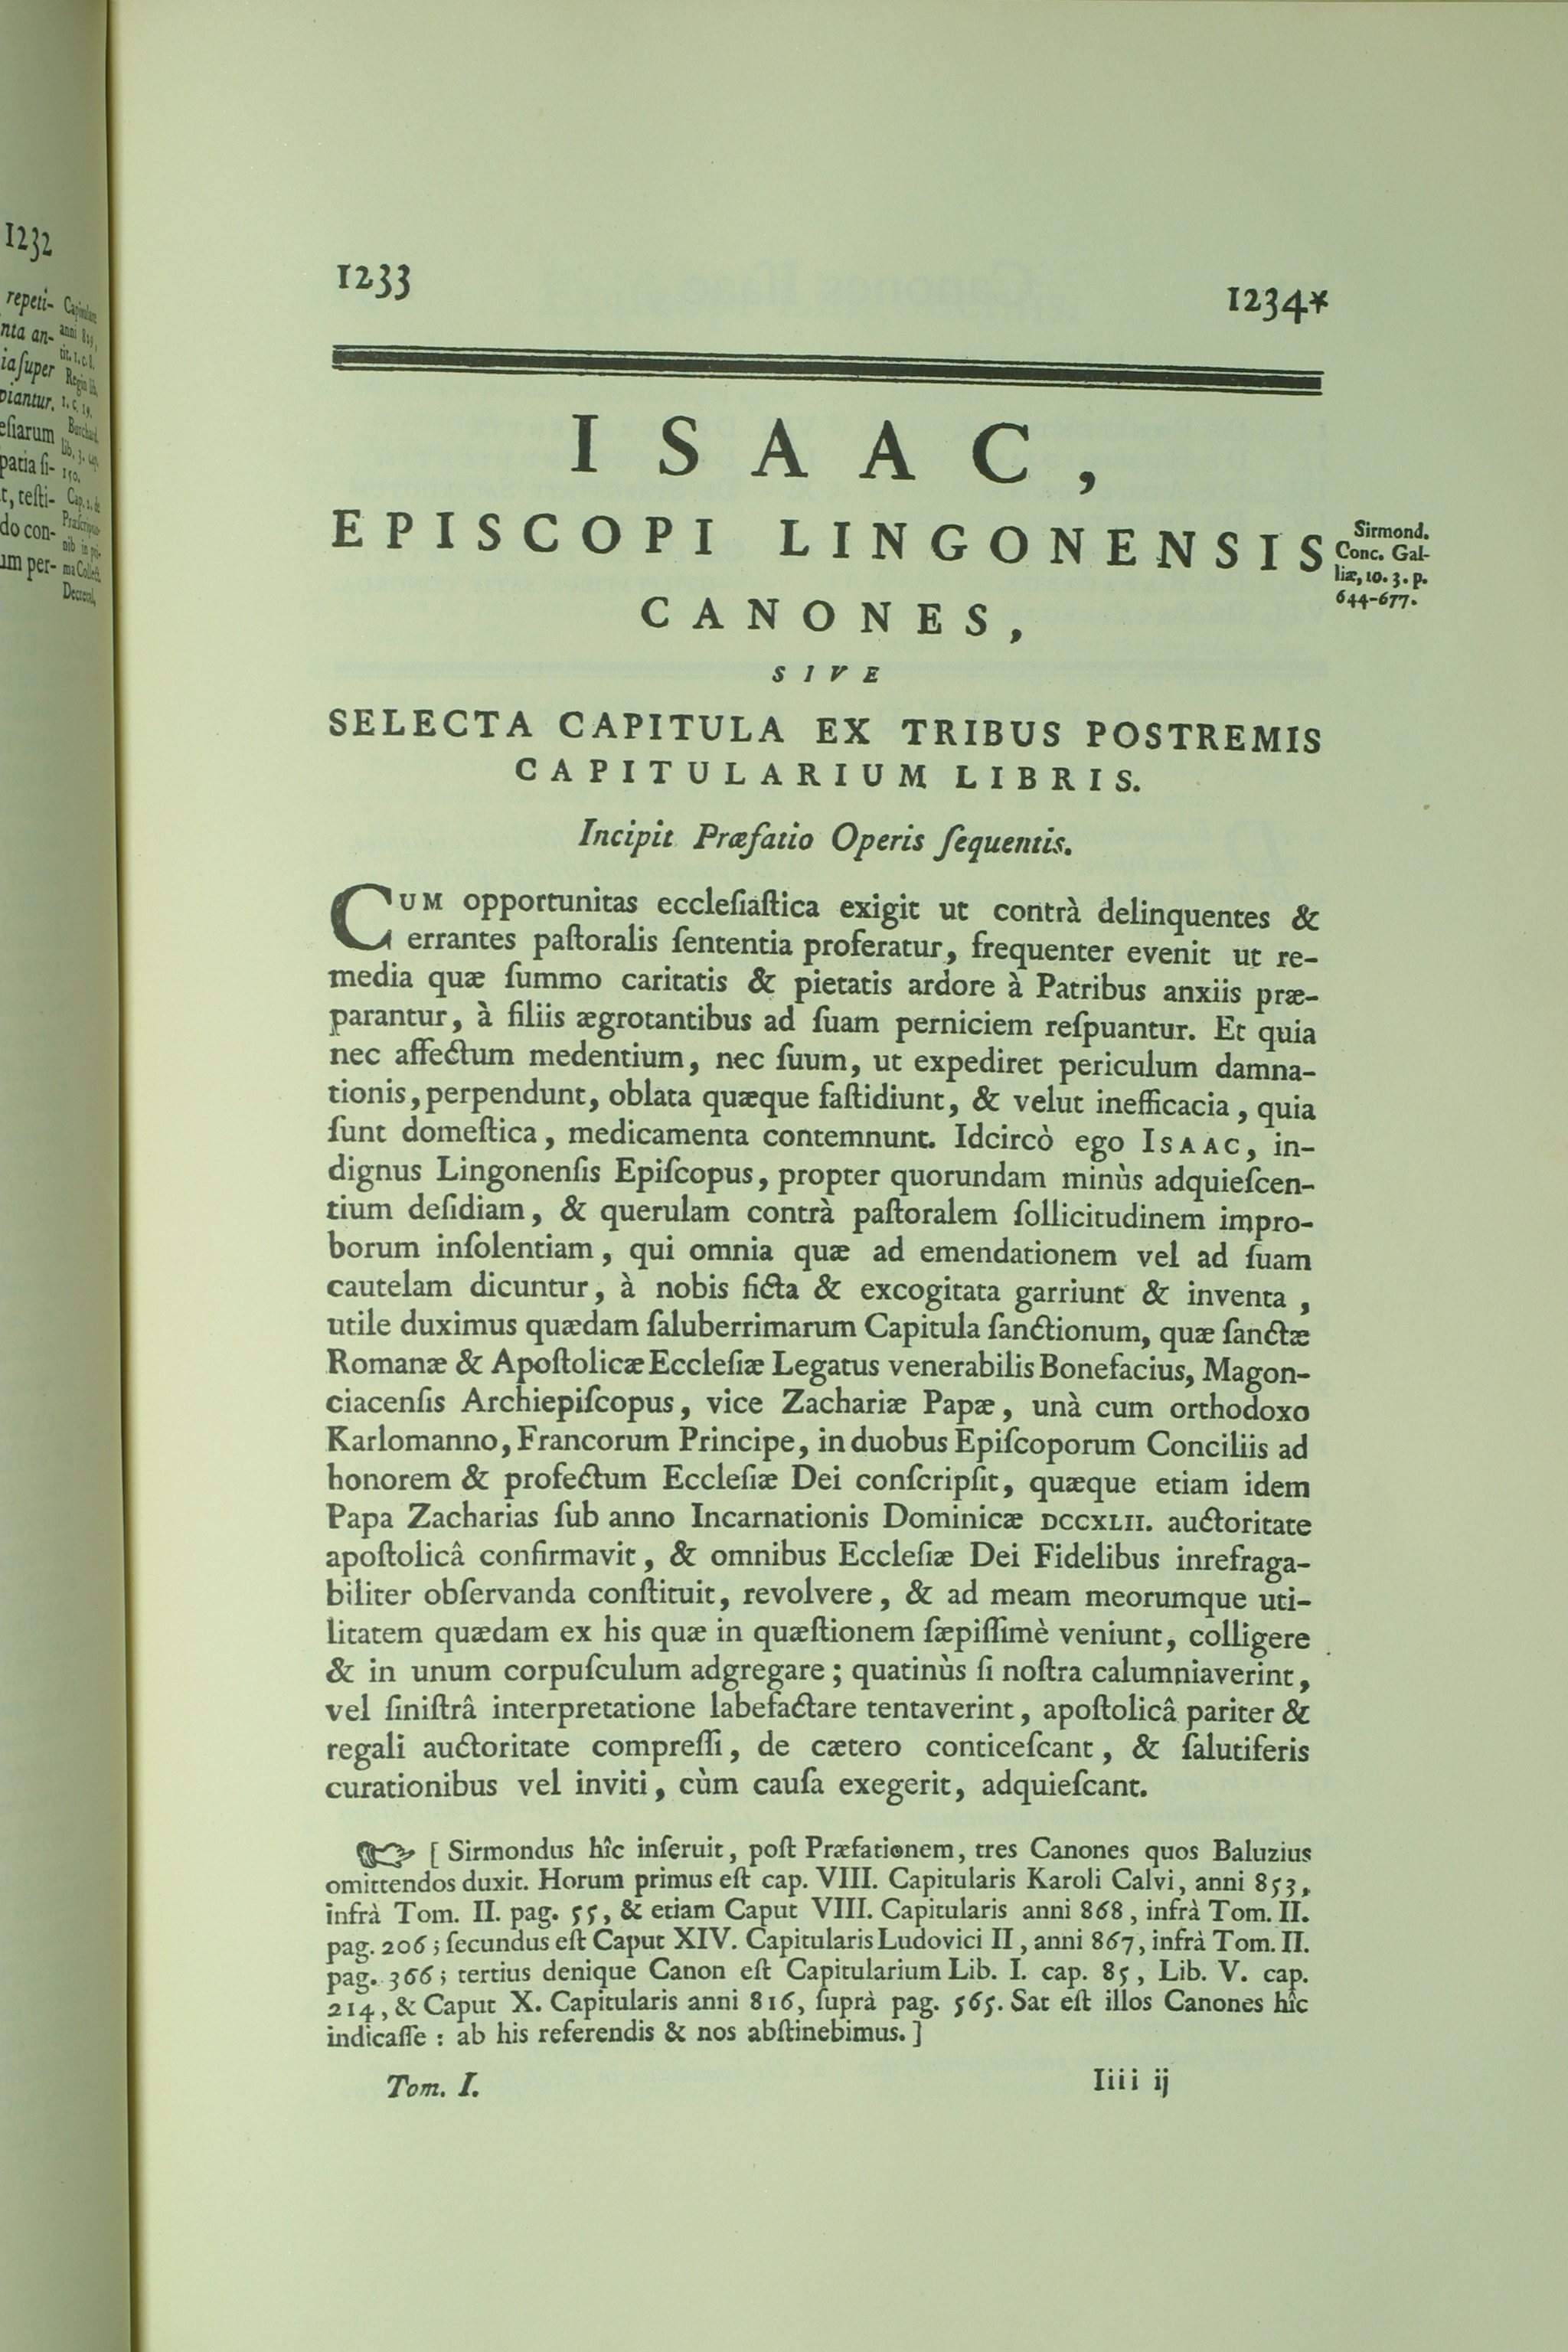 1232
repeti-
nta an-
ia ſuper
piantur.
eſiarum
patia ſi-
t, teſti-
do con-
um per-
1233
1234*
ISAAC,
EPISCOPI LINGONENSIS
CANONES,
SIVE
SELECTA CAPITULA EX TRIBUS POSTREMIS
CAPITULARIUM LIBRIS.
Sirmond.
Conc. Gal-
liæ, to. 3. p.
644-677.
Incipit Præfatio Operis ſequentis.
CUM opportunitas eccleſiaſtica exigit ut contrà delinquentes &
errantes paſtoralis ſententia proferatur, frequenter evenit ut re-
media quæ ſummo caritatis & pietatis ardore à Patribus anxiis præ-
parantur, à filiis ægrotantibus ad ſuam perniciem reſpuantur. Et quia
nec affectum medentium, nec ſuum, ut expediret periculum damna-
tionis, perpendunt, oblata quæque faſtidiunt, & velut inefficacia, quia
ſunt domeſtica, medicamenta contemnunt. Idcircò ego ISAAC, in-
dignus Lingonenſis Epiſcopus, propter quorundam minùs adquieſcen-
tium deſidiam, & querulam contrà paſtoralem ſollicitudinem impro-
borum inſolentiam, qui omnia quæ ad emendationem vel ad ſuam
cautelam dicuntur, à nobis ficta & excogitata garriunt & inventa,
utile duximus quædam ſaluberrimarum Capitula ſanctionum, quæ ſanctæ
Romanæ & Apoſtolicæ Eccleſiæ Legatus venerabilis Bonefacius, Magon-
ciacenſis Archiepiſcopus, vice Zachariæ Papæ, unà cum orthodoxo
Karlomanno, Francorum Principe, in duobus Epiſcoporum Conciliis ad
honorem & profectum Eccleſiæ Dei conſcripſit, quæque etiam idem
Papa Zacharias ſub anno Incarnationis Dominicæ DCCXLII. auctoritate
apoſtolicâ confirmavit, & omnibus Eccleſiæ Dei Fidelibus inrefraga-
biliter obſervanda conſtituit, revolvere, & ad meam meorumque uti-
litatem quædam ex his quæ in quæſtionem ſæpiſſimè veniunt, colligere
& in unum corpuſculum adgregare; quatinùs ſi noſtra calumniaverint,
vel ſiniſtrâ interpretatione labefactare tentaverint, apoſtolicâ pariter &
regali auctoritate compreſſi, de cætero conticeſcant, & ſalutiferis
curationibus vel inviti, cùm cauſa exegerit, adquieſcant.
☞ [ Sirmondus hîc inſeruit, poſt Præfationem, tres Canones quos Baluzius
omittendos duxit. Horum primus eſt cap. VIII. Capitularis Karoli Calvi, anni 853,
infrà Tom. II. pag. 55, & etiam Caput VIII. Capitularis anni 868, infrà Tom. II.
pag. 206; ſecundus eſt Caput XIV. Capitularis Ludovici II, anni 867, infrà Tom. II.
pag. 366; tertius denique Canon eſt Capitularium Lib. I. cap. 85, Lib. V. cap.
214, & Caput X. Capitularis anni 816, ſuprà pag. 565. Sat eſt illos Canones hîc
indicaſſe : ab his referendis & nos abſtinebimus. ]
Tom. I.
Iiii ij